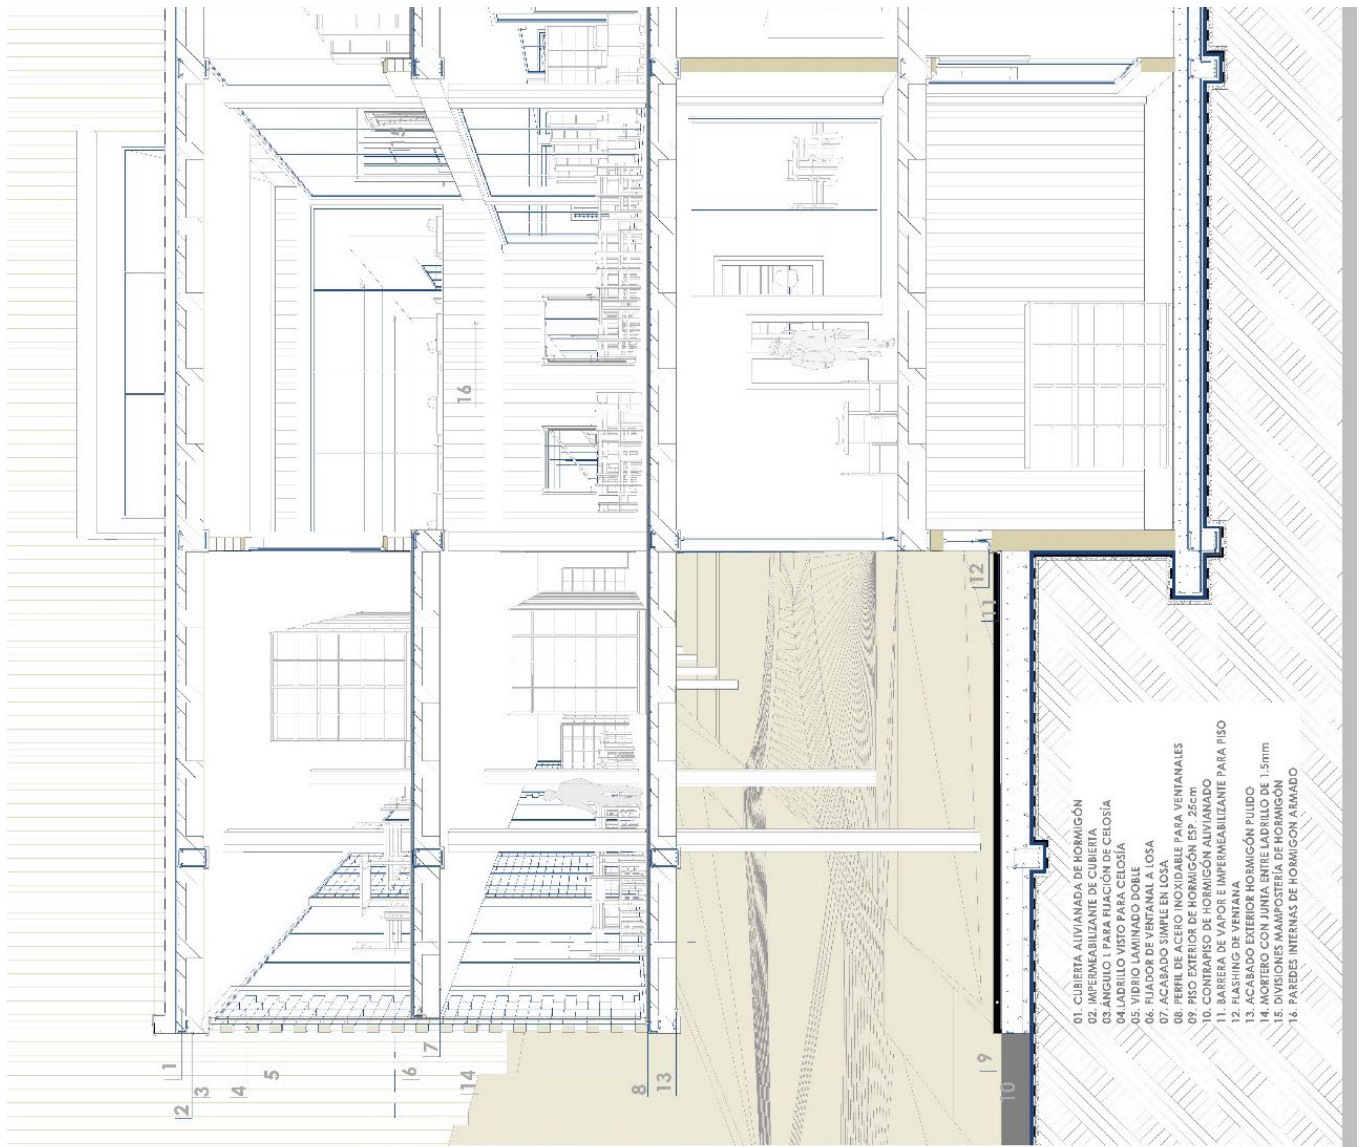 1
2
3
4
5
6
7
14
8
13
9
10
11
12
15
16
01. CUBIERTA ALIVIANADA DE HORMIGÓN
02. IMPERMEABILIZANTE DE CUBIERTA
03. ÁNGULO L PARA FIJACIÓN DE CELOSÍA
04. LADRILLO VISTO PARA CELOSÍA
05. VIDRIO LAMINADO DOBLE
06. FIJADOR DE VENTANAL A LOSA
07. ACABADO SIMPLE EN LOSA
08. PERFIL DE ACERO INOXIDABLE PARA VENTANALES
09. PISO EXTERIOR DE HORMIGÓN ESP. 25cm
10. CONTRAPISO DE HORMIGÓN ALIVIANADO
11. BARRERA DE VAPOR E IMPERMEABILIZANTE PARA PISO
12. FLASHING DE VENTANA
13. ACABADO EXTERIOR HORMIGÓN PULIDO
14. MORTERO CON JUNTA ENTRE LADRILLO DE 1.5mm
15. DIVISIONES MAMPOSTERÍA DE HORMIGÓN
16. PAREDES INTERNAS DE HORMIGON ARMADO